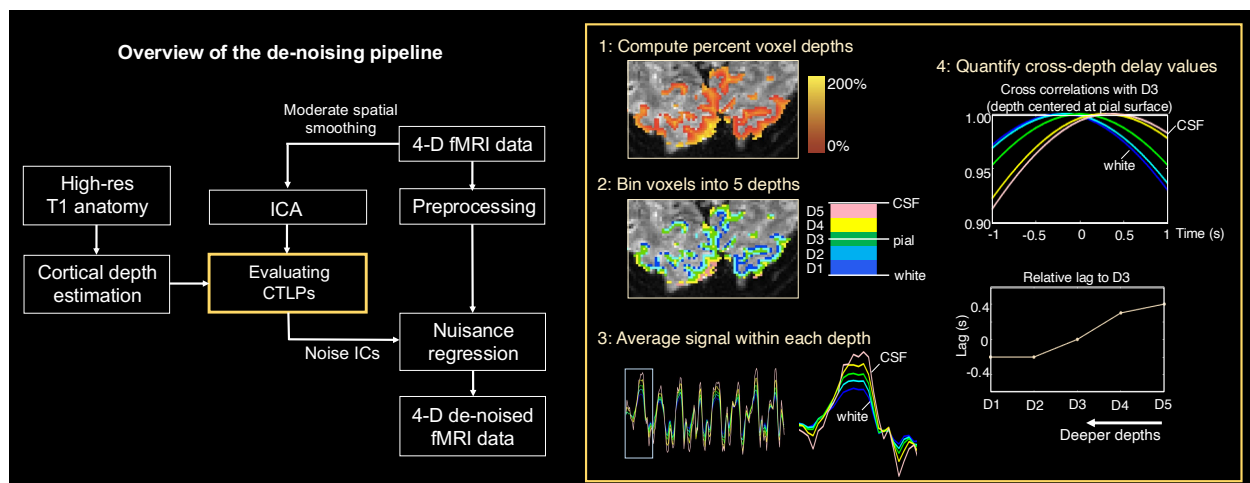 Overview of the de-noising pipeline
Moderate spatial
smoothing
4-D fMRI data
High-res
T1 anatomy
ICA
Preprocessing
Cortical depth
estimation
Evaluating
CTLPs
Noise ICs
Nuisance
regression
4-D de-noised
fMRI data
1: Compute percent voxel depths
200%
0%
2: Bin voxels into 5 depths
D5
D4
D3
D2
D1
CSF
pial
white
3: Average signal within each depth
CSF
white
4: Quantify cross-depth delay values
Cross correlations with D3
(depth centered at pial surface)
1.00
0.95
0.90
CSF
white
-1 -0.5 0 0.5 1 Time (s)
Relative lag to D3
Lag (s)
0.4
0
-0.4
D1 D2 D3 D4 D5
Deeper depths